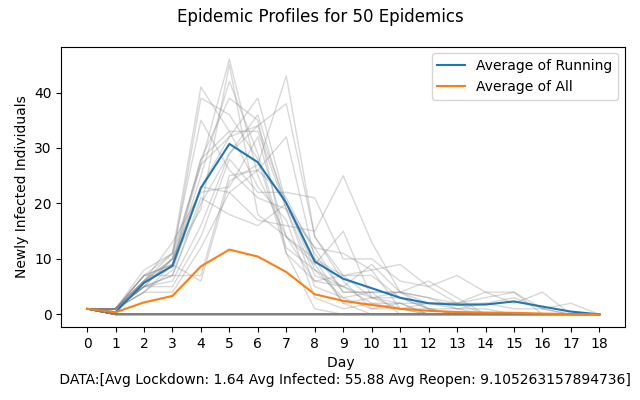 Epidemic Profiles for 50 Epidemics
Average of Running
Average of All
Newly Infected Individuals
40
30
20
10
0
0 1 2 3 4 5 6 7 8 9 10 11 12 13 14 15 16 17 18
Day
DATA:[Avg Lockdown: 1.64 Avg Infected: 55.88 Avg Reopen: 9.105263157894736]